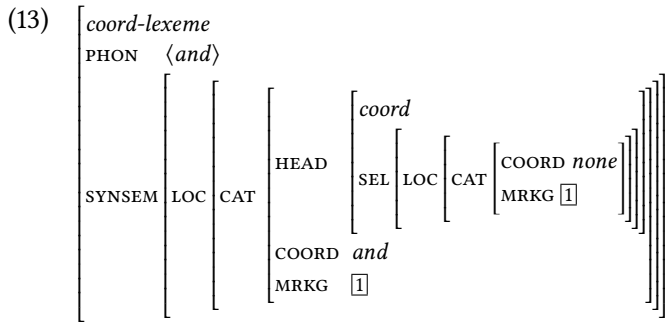 (13)
coord-lexeme
PHON ⟨and⟩
coord
HEAD
COORD none
SYNSEM LOC CAT SEL LOC CAT
MRKG 1
COORD and
MRKG 1